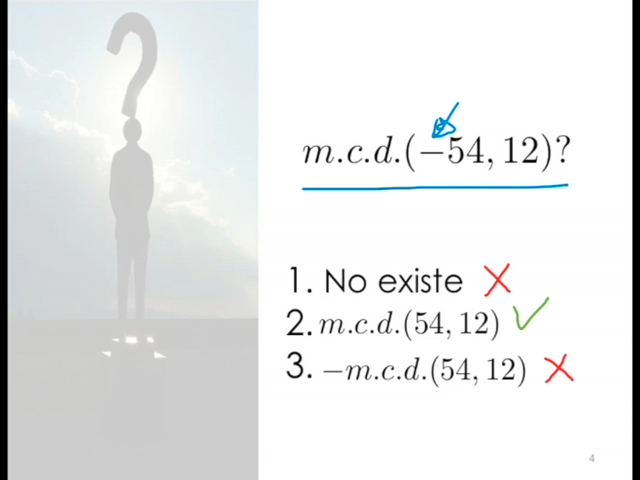 m.c.d.(−54, 12)?
1. No existe
2. m.c.d.(54, 12)
3. −m.c.d.(54, 12)
4